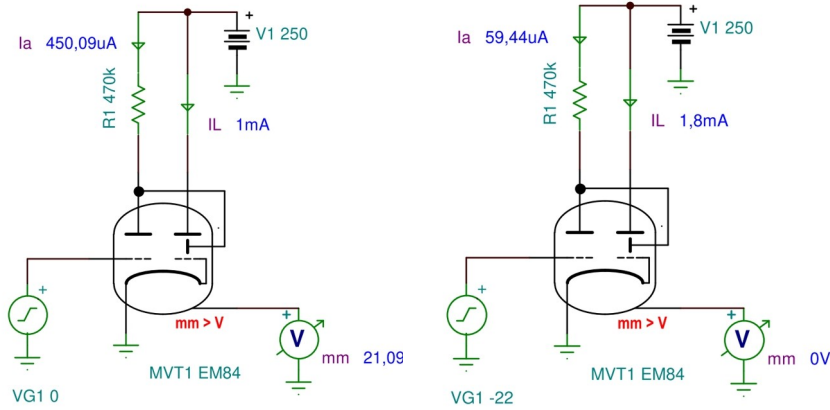 +
V1 250
Ia 450,09uA
R1 470k
IL 1mA
+
mm > V
+
V
mm 21,09
MVT1 EM84
VG1 0
+
V1 250
Ia 59,44uA
R1 470k
IL 1,8mA
+
mm > V
+
V
mm 0V
MVT1 EM84
VG1 -22